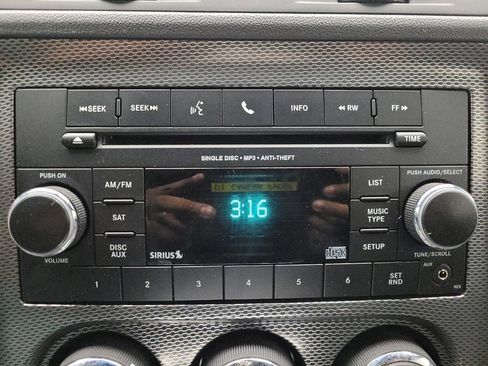 SEEK SEEK INFO RW FF
SINGLE DISC • MP3 • ANTI-THEFT TIME
PUSH ON PUSH AUDIO/SELECT
AM/FM LIST
3:16
SAT MUSIC TYPE
DISC AUX SETUP
SIRIUS
VOLUME TUNE/SCROLL
AUX
1 2 3 4 5 6 SET RND